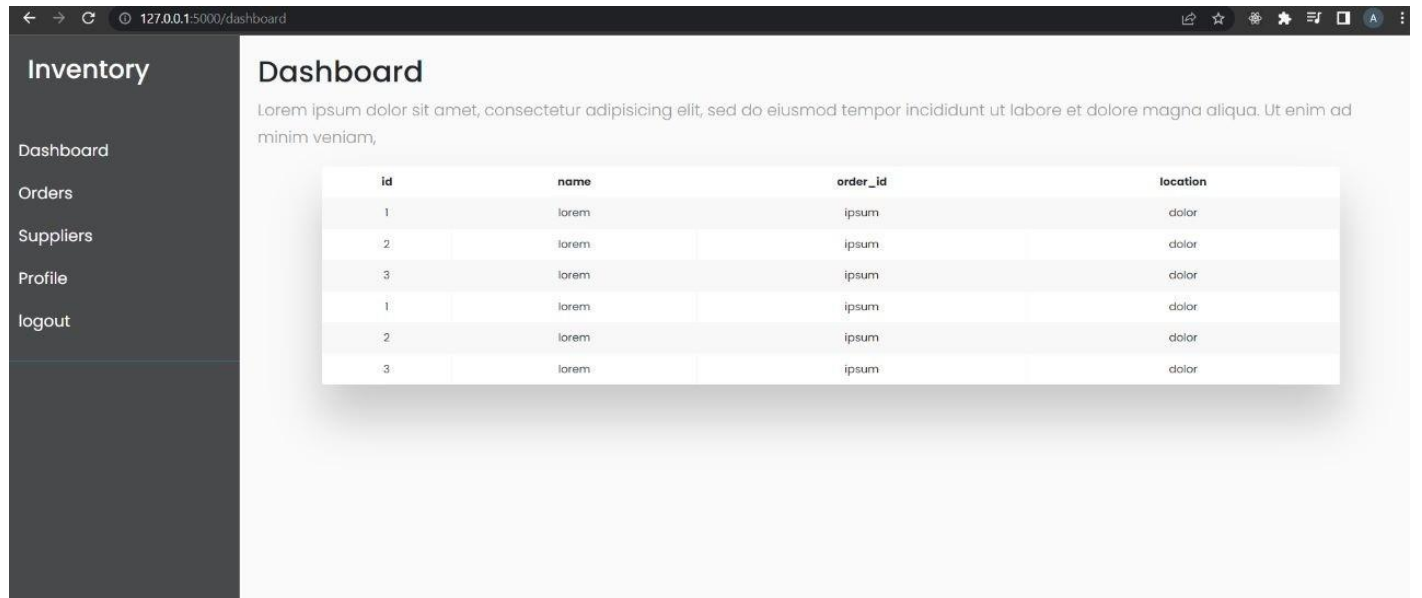 127.0.0.1:5000/dashboard
A
Inventory
Dashboard
Orders
Suppliers
Profile
logout
Dashboard
Lorem ipsum dolor sit amet, consectetur adipisicing elit, sed do eiusmod tempor incididunt ut labore et dolore magna aliqua. Ut enim ad
minim veniam,
id name order_id location
1 lorem ipsum dolor
2 lorem ipsum dolor
3 lorem ipsum dolor
1 lorem ipsum dolor
2 lorem ipsum dolor
3 lorem ipsum dolor